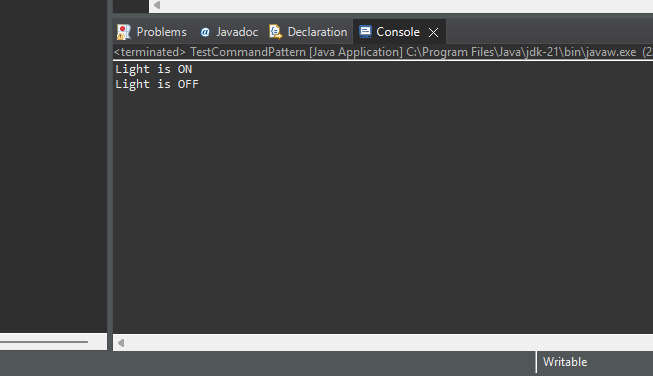 Problems Javadoc Declaration Console
<terminated> TestCommandPattern [Java Application] C:\Program Files\Java\jdk-21\bin\javaw.exe (2
Light is ON
Light is OFF
Writable